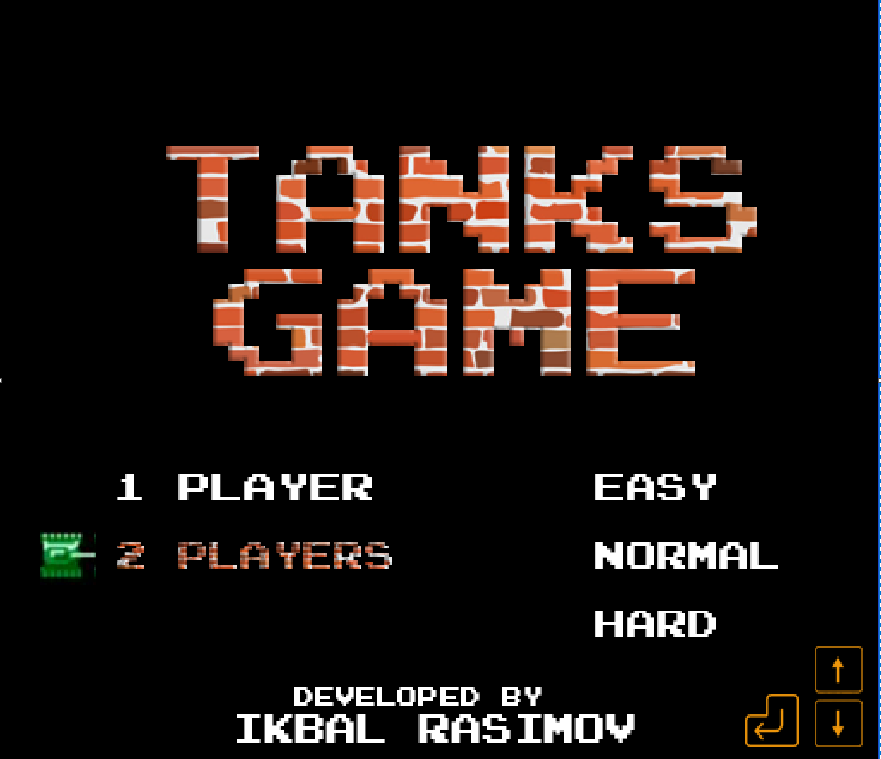 TANKS
GAME
1 PLAYER
EASY
2 PLAYERS
NORMAL
HARD
DEVELOPED BY
IKBAL RASIMOV